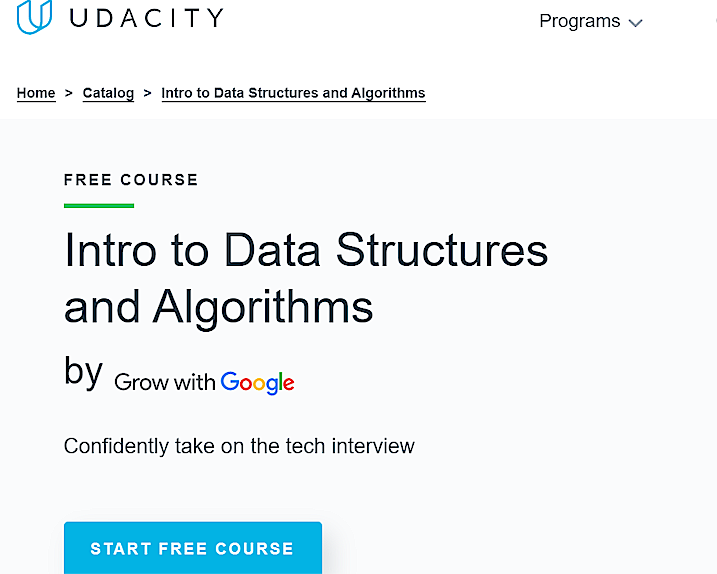 UDACITY
Programs
Home > Catalog > Intro to Data Structures and Algorithms
FREE COURSE
Intro to Data Structures
and Algorithms
by Grow with Google
Confidently take on the tech interview
START FREE COURSE